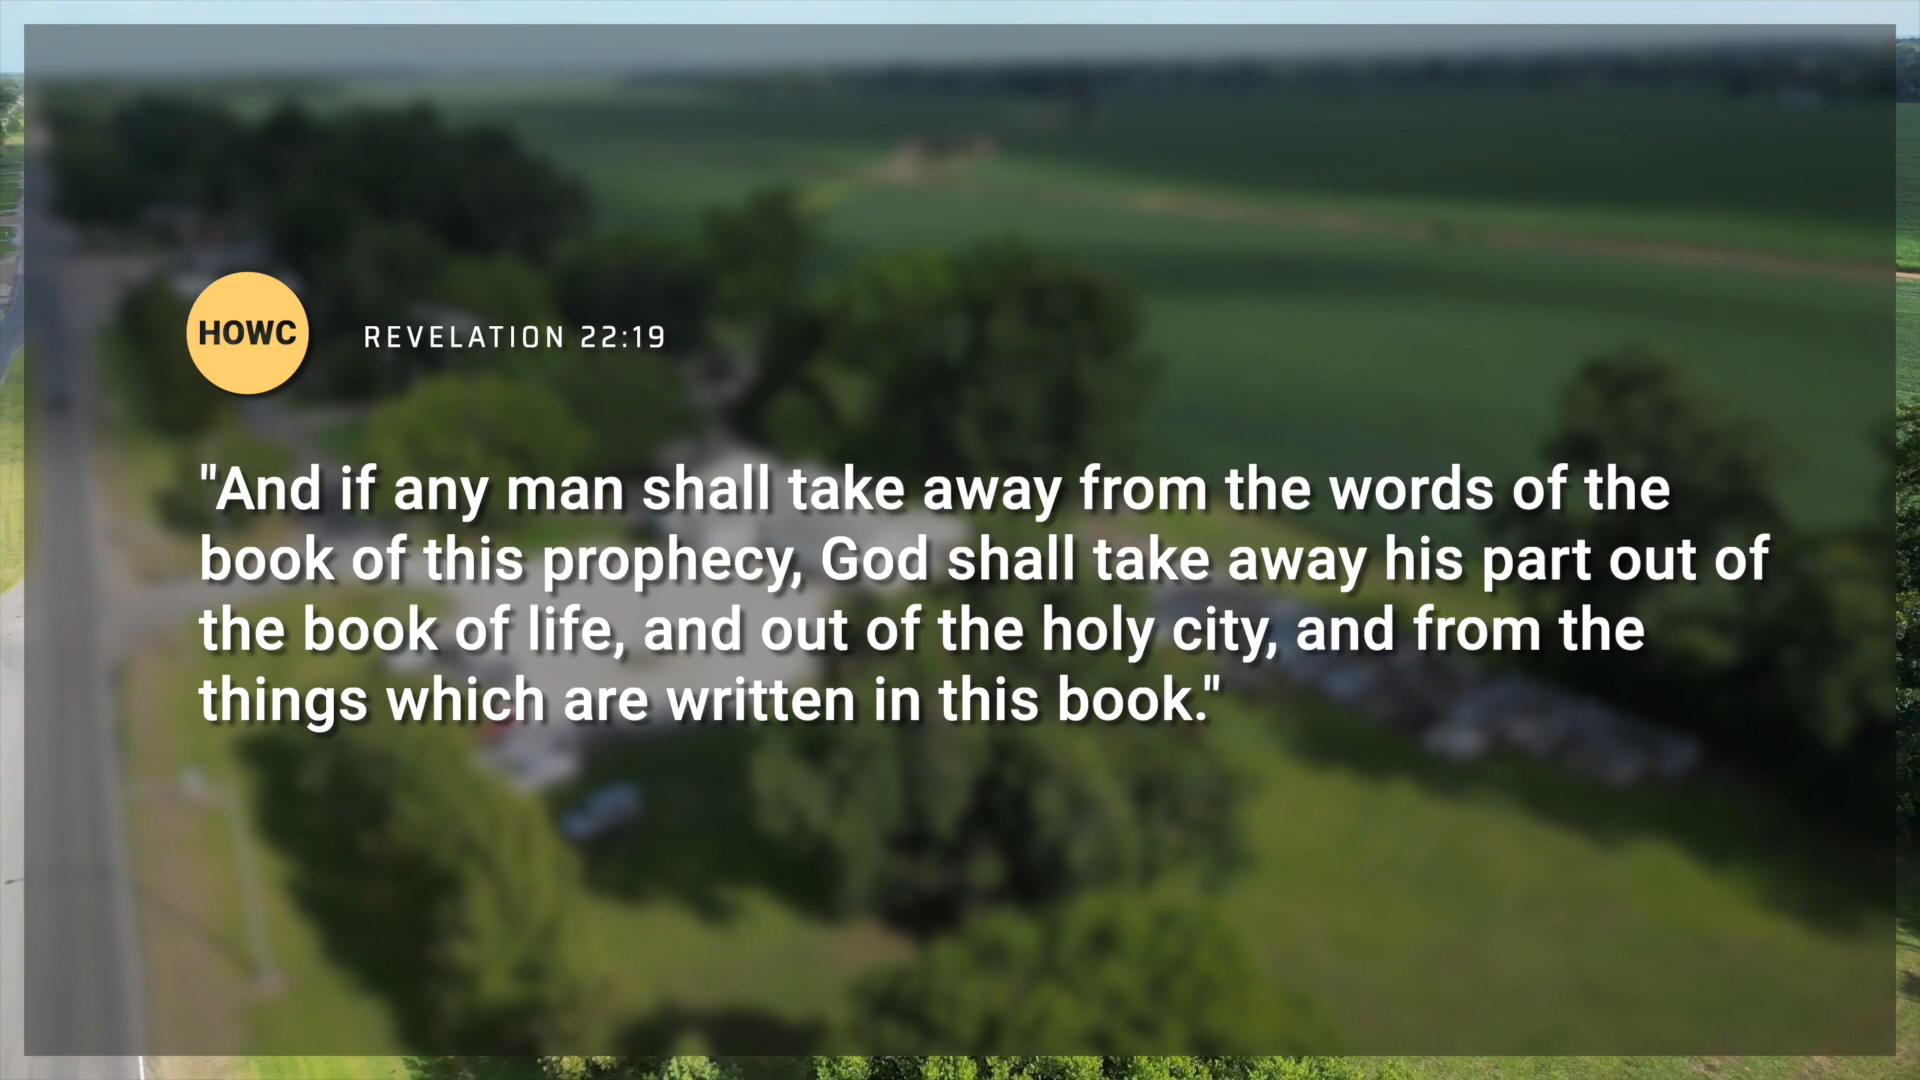 HOWC
REVELATION 22:19
"And if any man shall take away from the words of the
book of this prophecy, God shall take away his part out of
the book of life, and out of the holy city, and from the
things which are written in this book."